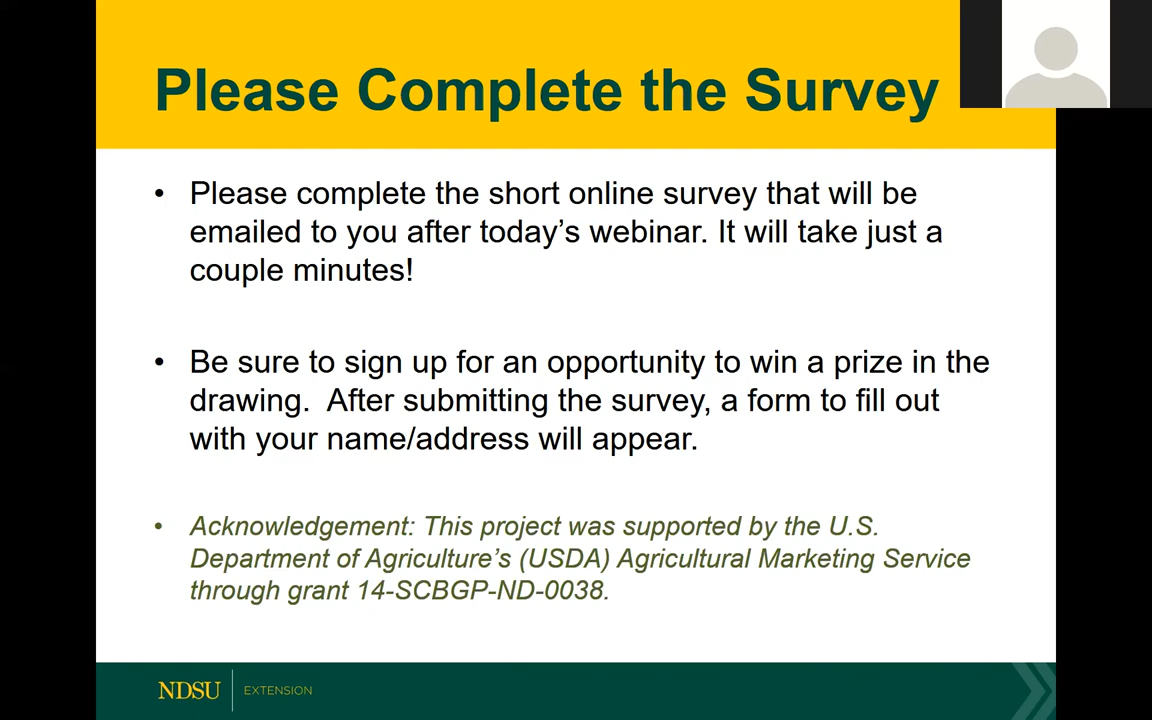 Please Complete the Survey
• Please complete the short online survey that will be
emailed to you after today’s webinar. It will take just a
couple minutes!
• Be sure to sign up for an opportunity to win a prize in the
drawing.  After submitting the survey, a form to fill out
with your name/address will appear.
• Acknowledgement: This project was supported by the U.S.
Department of Agriculture’s (USDA) Agricultural Marketing Service
through grant 14-SCBGP-ND-0038.
NDSU EXTENSION